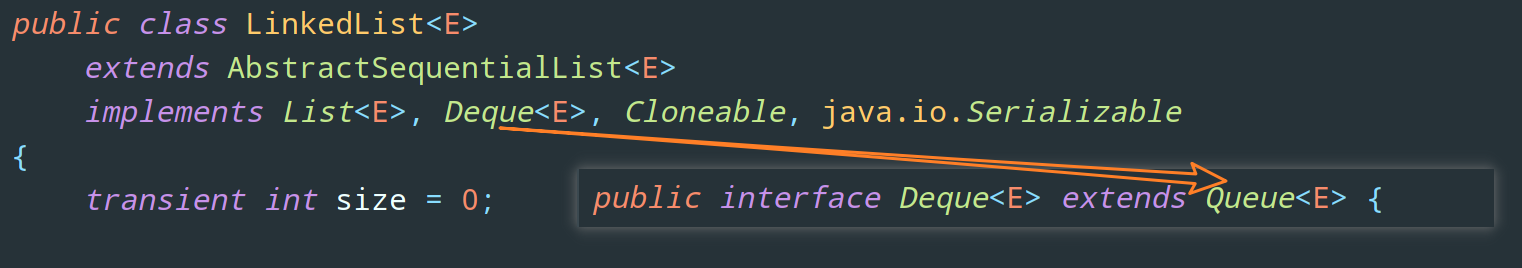 public class LinkedList<E>
extends AbstractSequentialList<E>
implements List<E>, Deque<E>, Cloneable, java.io.Serializable
{
transient int size = 0;
public interface Deque<E> extends Queue<E> {